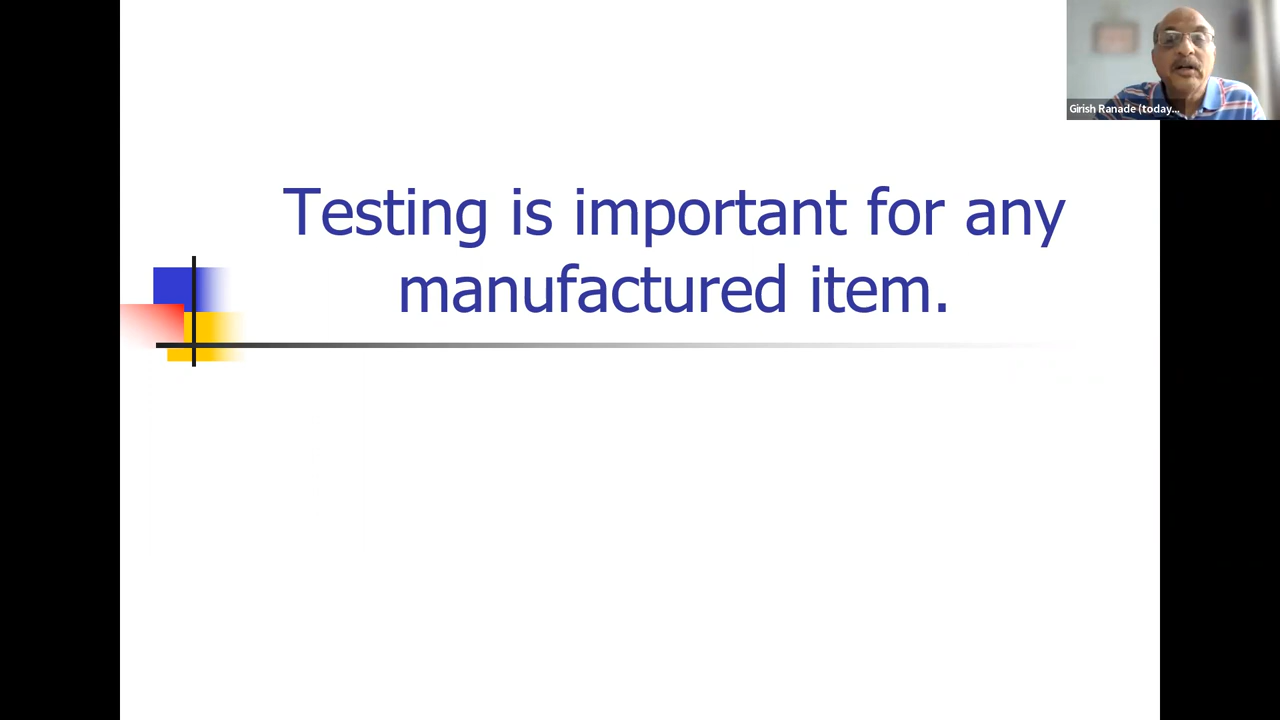 Girish Ranade (today...
Testing is important for any
manufactured item.